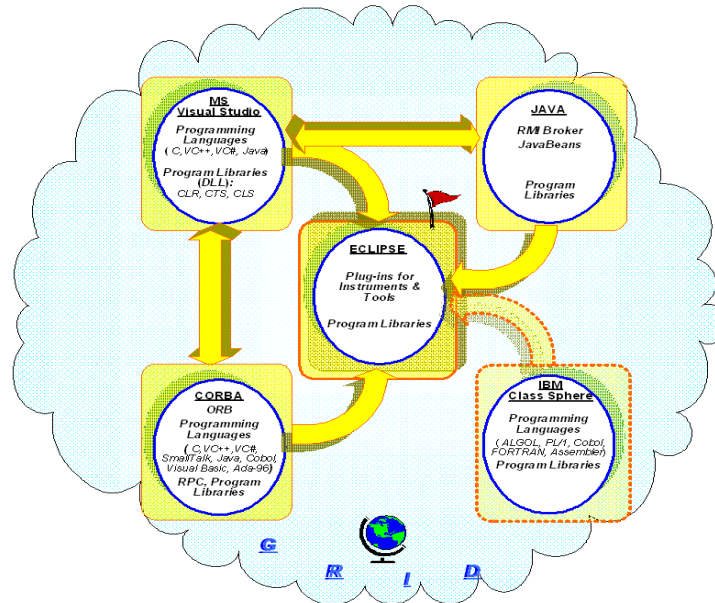 MS
Visual Studio
Programming
Languages
( C,VC++,VC#, Java)
Program Libraries
(DLL):
CLR, CTS, CLS
JAVA
RMI Broker
JavaBeans
Program
Libraries
ECLIPSE
Plug-ins for
Instruments &
Tools
Program Libraries
CORBA
ORB
Programming
Languages
( C,VC++,VC#,
SmallTalk, Java, Cobol,
Visual Basic, Ada-96)
RPC, Program
Libraries
IBM
Class Sphere
Programming
Languages
( ALGOL, PL/1, Cobol,
FORTRAN, Assembler)
Program Libraries
G R I D